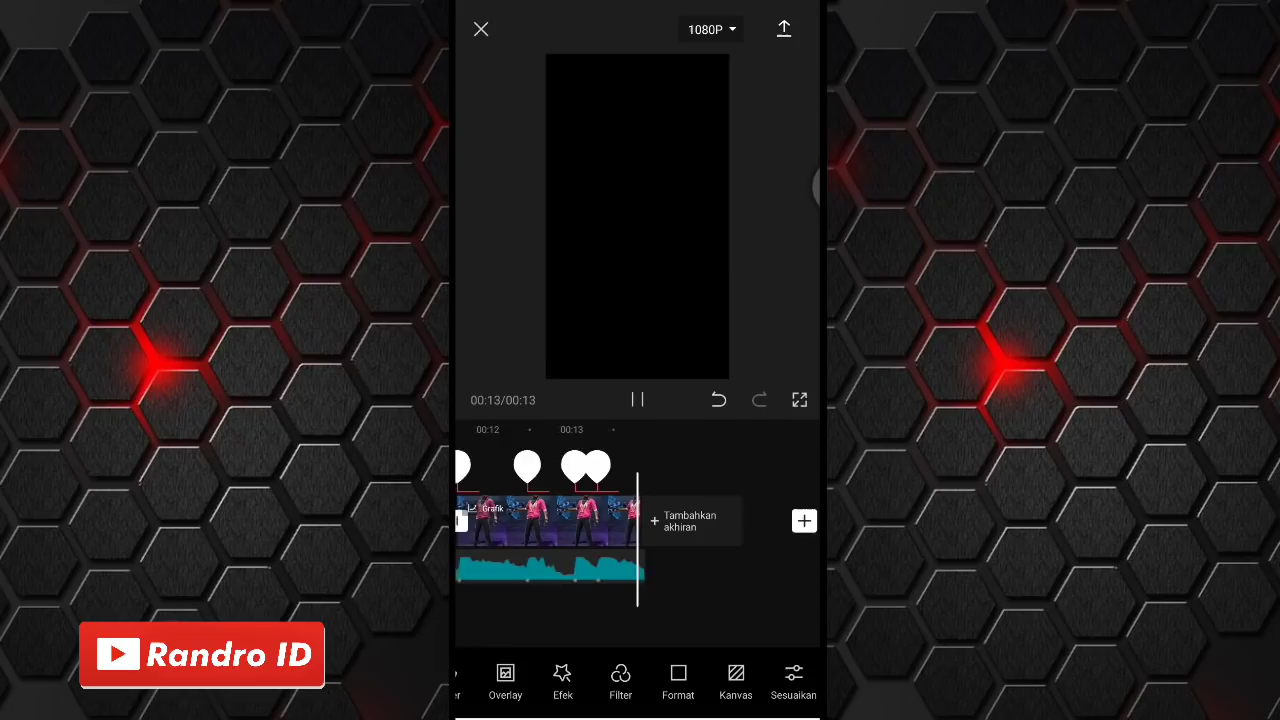 1080P
00:13/00:13
00:12
00:13
Grafik
+ Tambahkan
akhiran
Randro ID
er
Overlay
Efek
Filter
Format
Kanvas
Sesuaikan